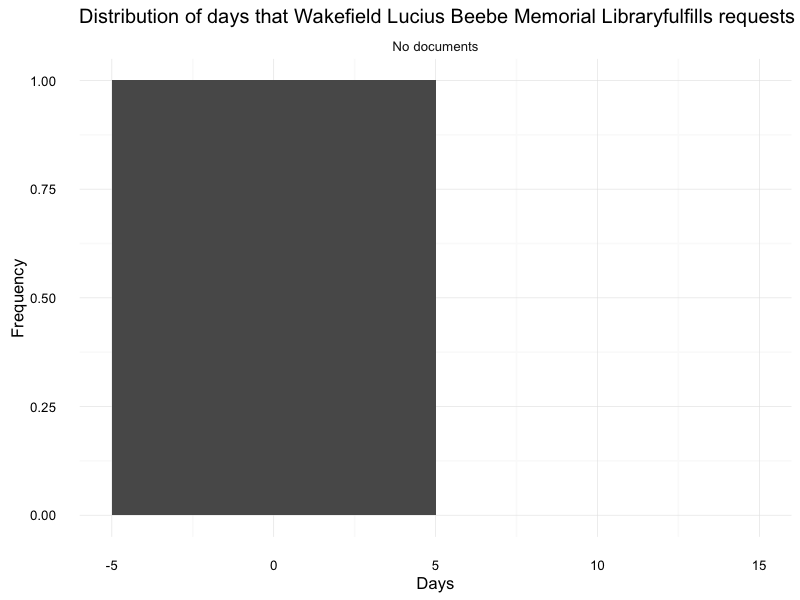 Distribution of days that Wakefield Lucius Beebe Memorial Libraryfulfills requests
No documents
1.00
0.75
0.50
0.25
0.00
Frequency
-5 0 5 10 15
Days